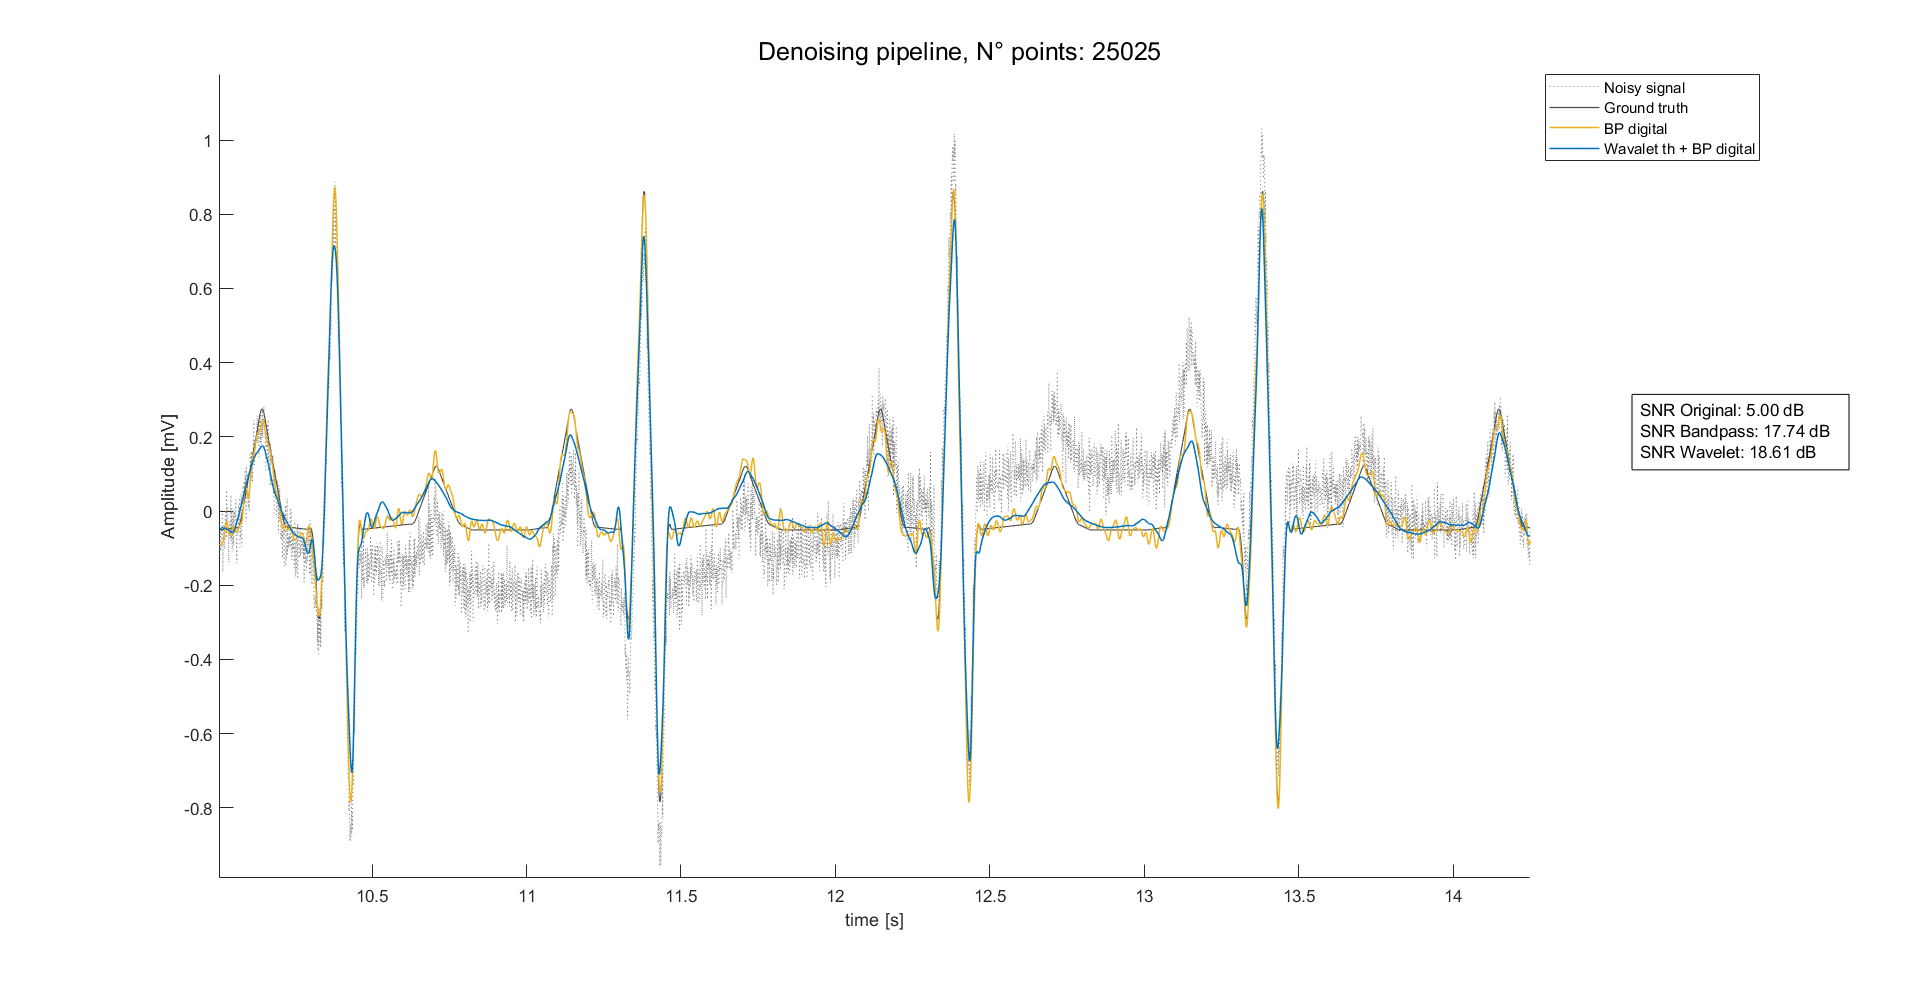 Denoising pipeline, N° points: 25025
Noisy signal
Ground truth
BP digital
Wavalet th + BP digital
1
0.8
0.6
0.4
0.2
0
-0.2
-0.4
-0.6
-0.8
Amplitude [mV]
SNR Original: 5.00 dB
SNR Bandpass: 17.74 dB
SNR Wavelet: 18.61 dB
10.5 11 11.5 12 12.5 13 13.5 14
time [s]